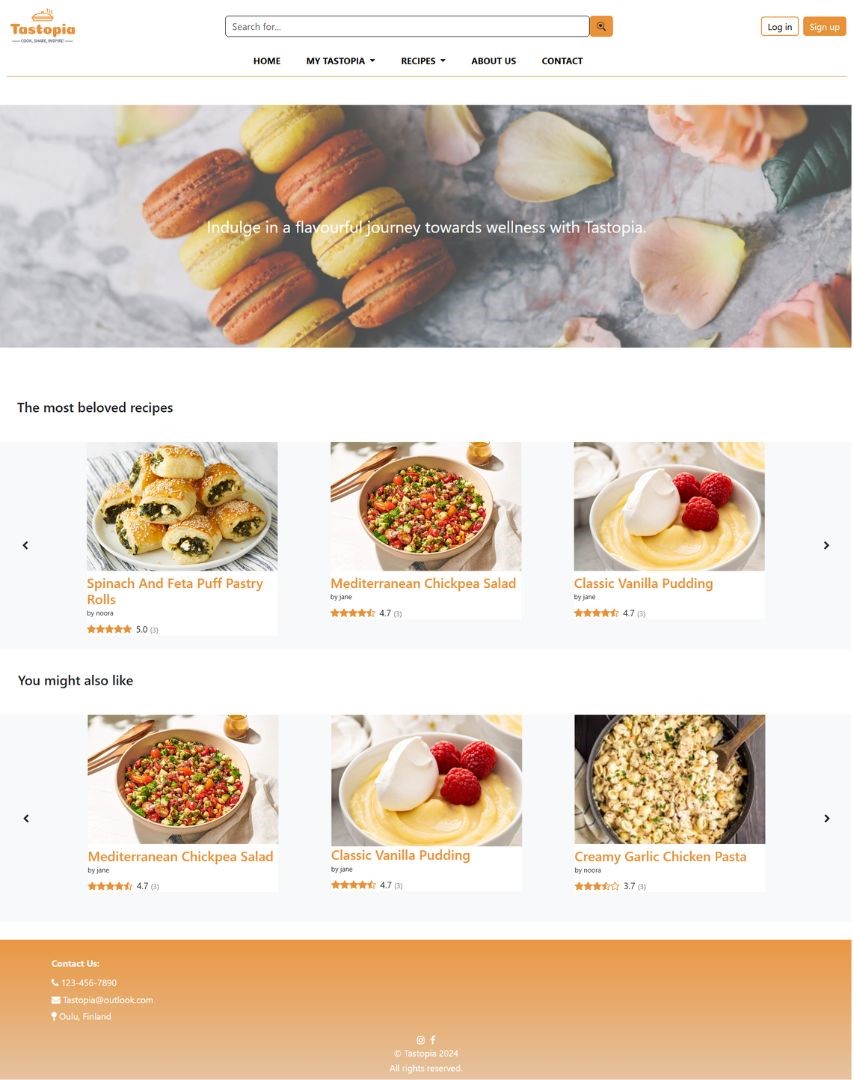 Tastopia
COOK, SHARE, INSPIRE!
Search for...
Log in
Sign up
HOME
MY TASTOPIA
RECIPES
ABOUT US
CONTACT
Indulge in a flavourful journey towards wellness with Tastopia.
The most beloved recipes
Spinach And Feta Puff Pastry
Rolls
by noora
5.0 (3)
Mediterranean Chickpea Salad
by jane
4.7 (3)
Classic Vanilla Pudding
by jane
4.7 (3)
You might also like
Mediterranean Chickpea Salad
by jane
4.7 (3)
Classic Vanilla Pudding
by jane
4.7 (3)
Creamy Garlic Chicken Pasta
by noora
3.7 (3)
Contact Us:
123-456-7890
Tastopia@outlook.com
Oulu, Finland
© Tastopia 2024
All rights reserved.